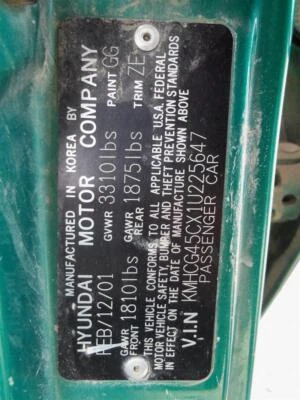 MANUFACTURED IN KOREA BY
HYUNDAI MOTOR COMPANY
FEB/12/01 GVWR 3310lbs PAINT GG
GAWR FRONT 1810lbs GAWR REAR 1875lbs TRIM ZE
THIS VEHICLE CONFORMS TO ALL APPLICABLE U.S.A. FEDERAL
MOTOR VEHICLE SAFETY, BUMPER AND THEFT PREVENTION STANDARDS
IN EFFECT ON THE DATE OF MANUFACTURE SHOWN ABOVE
V.I.N KMHCG45CX1U225647
PASSENGER CAR